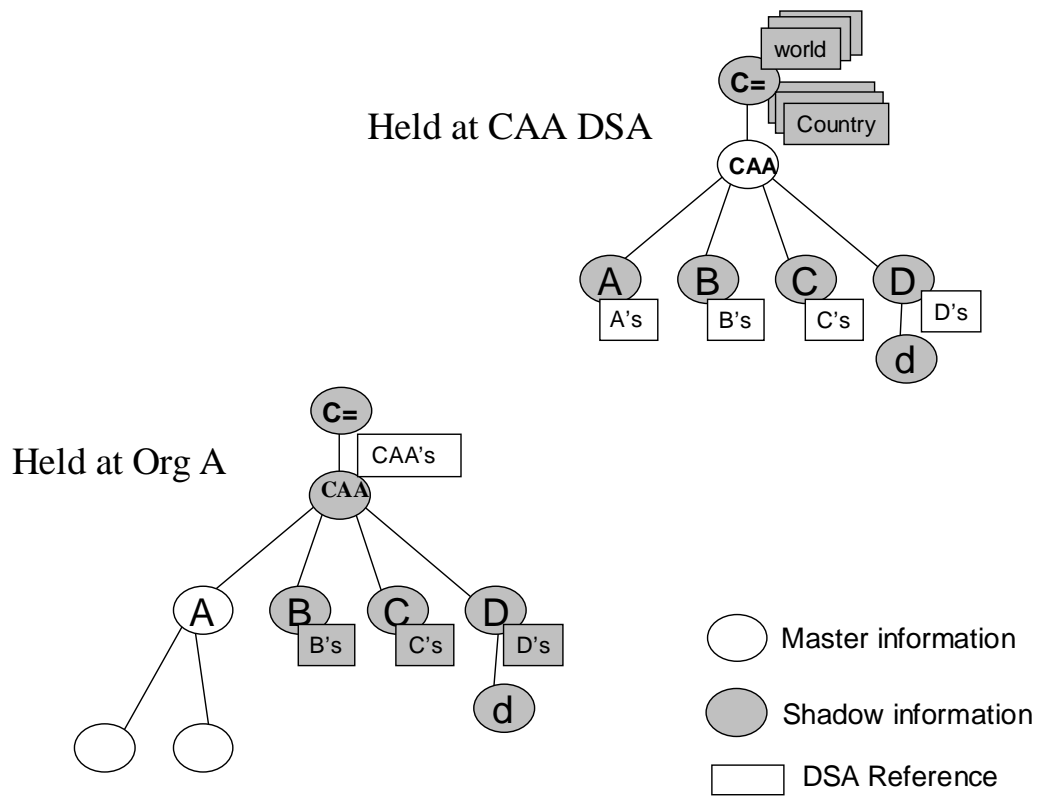 world
C=
Country
Held at CAA DSA
CAA
A
B
C
D
A's
B's
C's
D's
d
C=
CAA's
Held at Org A
CAA
A
B
C
D
B's
C's
D's
d
Master information
Shadow information
DSA Reference